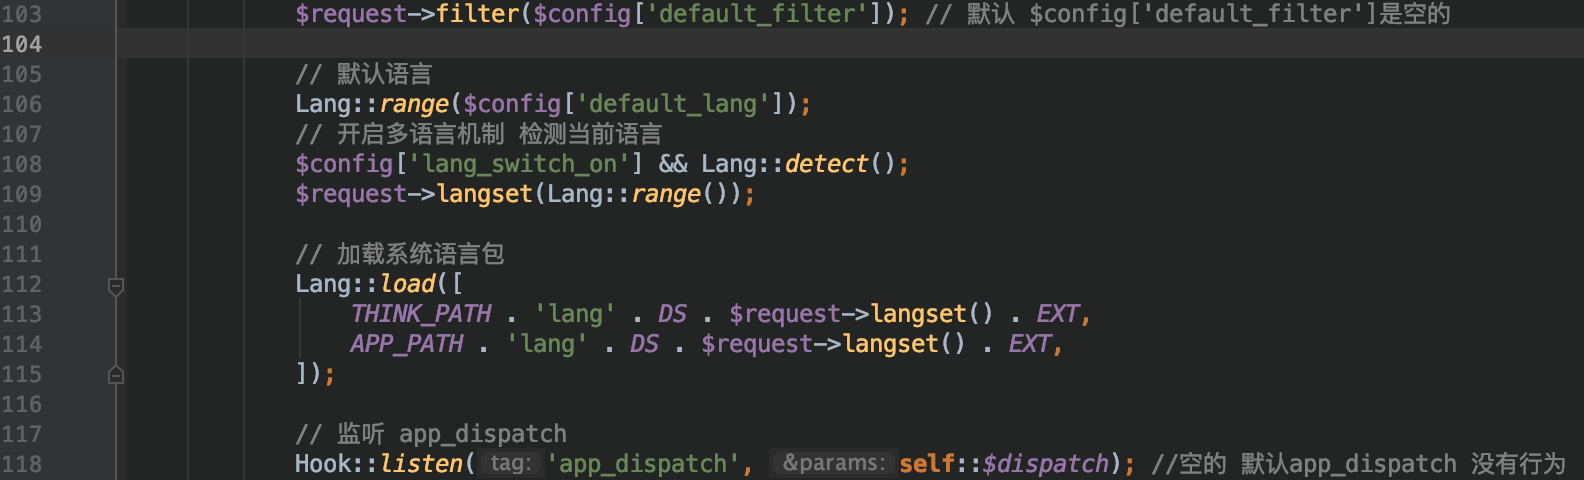 103 $request->filter($config['default_filter']); // 默认 $config['default_filter']是空的
104
105 // 默认语言
106 Lang::range($config['default_lang']);
107 // 开启多语言机制 检测当前语言
108 $config['lang_switch_on'] && Lang::detect();
109 $request->langset(Lang::range());
110
111 // 加载系统语言包
112 Lang::load([
113 THINK_PATH . 'lang' . DS . $request->langset() . EXT,
114 APP_PATH . 'lang' . DS . $request->langset() . EXT,
115 ]);
116
117 // 监听 app_dispatch
118 Hook::listen( tag: 'app_dispatch', &params: self::$dispatch); //空的 默认app_dispatch 没有行为